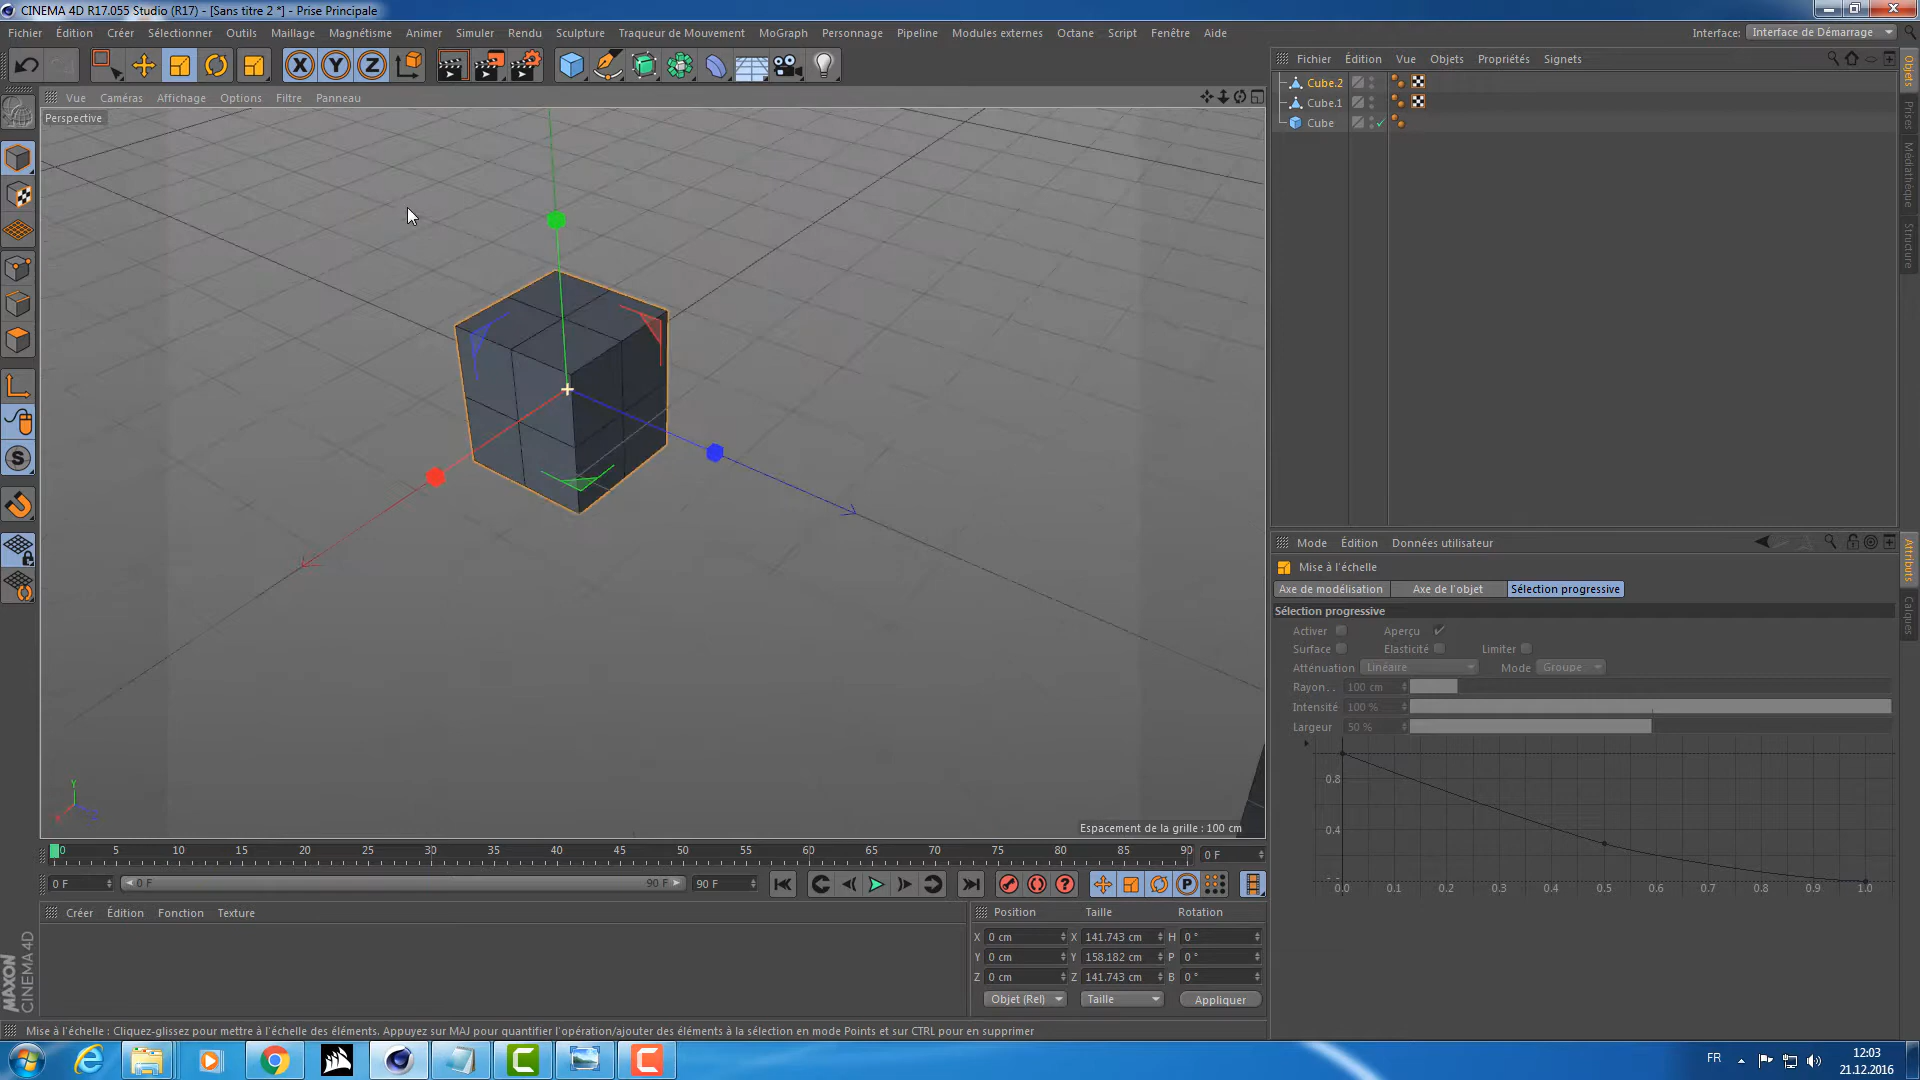 CINEMA 4D R17.055 Studio (R17) - [Sans titre 2 *] - Prise Principale
Fichier Édition Créer Sélectionner Outils Maillage Magnétisme Animer Simuler Rendu Sculpture Traqueur de Mouvement MoGraph Personnage Pipeline Modules externes Octane Script Fenêtre Aide Interface: Interface de Démarrage
X Y Z
Vue Caméras Affichage Options Filtre Panneau
Perspective
Fichier Édition Vue Objets Propriétés Signets
Cube.2
Cube.1
Cube
Objets
Prises
Médiathèque
Structure
S
Mode Édition Données utilisateur
Mise à l'échelle
Axe de modélisation Axe de l'objet Sélection progressive
Sélection progressive
Activer Aperçu
Surface Elasticité Limiter
Atténuation Linéaire Mode Groupe
Rayon . . 100 cm
Intensité 100 %
Largeur 50 %
0.8
0.4
0.0 0.1 0.2 0.3 0.4 0.5 0.6 0.7 0.8 0.9 1.0
Attributs
Calques
Y
Espacement de la grille : 100 cm
0 5 10 15 20 25 30 35 40 45 50 55 60 65 70 75 80 85 90 0 F
0 F 0 F 90 F 90 F
Créer Édition Fonction Texture
Position Taille Rotation
X 0 cm X 141.743 cm H 0 °
Y 0 cm Y 158.182 cm P 0 °
Z 0 cm Z 141.743 cm B 0 °
Objet (Rel) Taille Appliquer
MAXON
CINEMA 4D
Mise à l'échelle : Cliquez-glissez pour mettre à l'échelle des éléments. Appuyez sur MAJ pour quantifier l'opération/ajouter des éléments à la sélection en mode Points et sur CTRL pour en supprimer
FR
12:03
21.12.2016